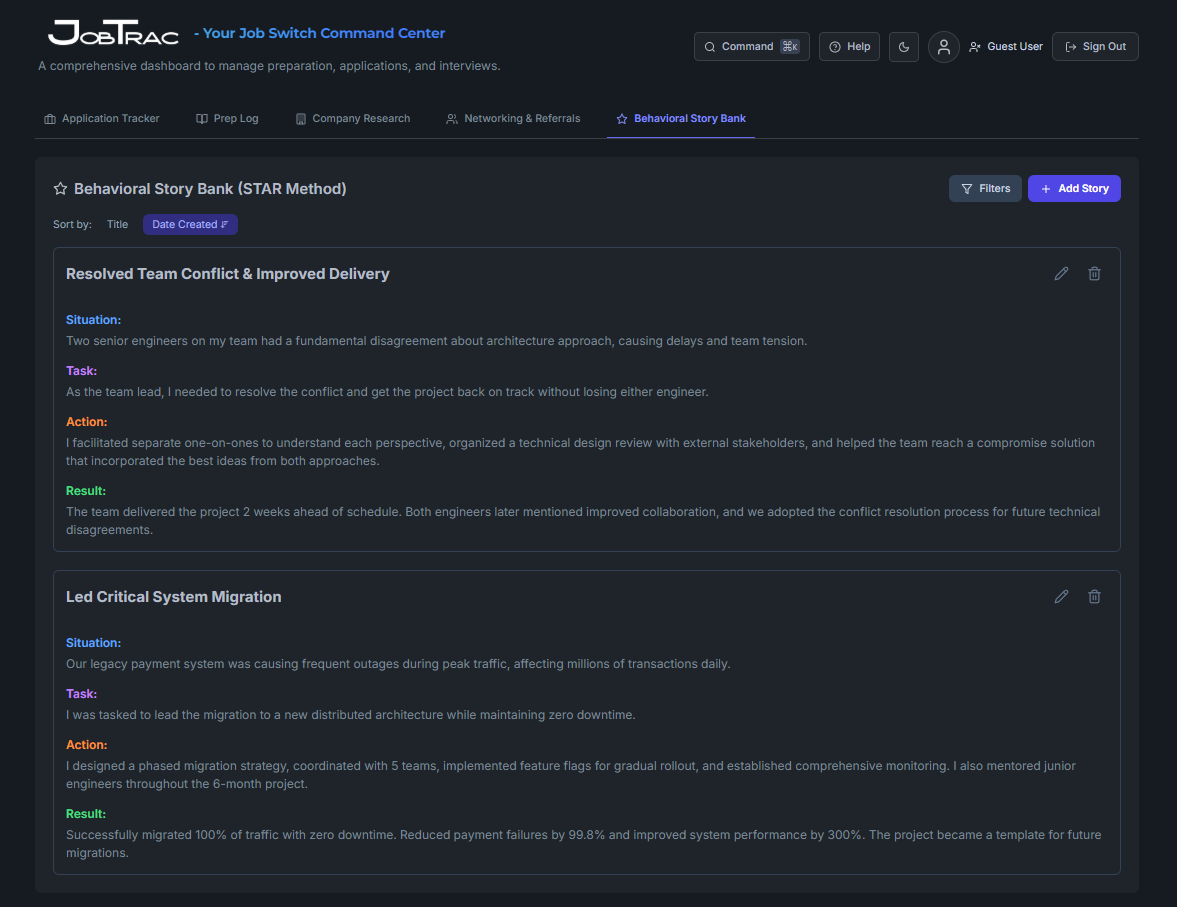 JobTrac - Your Job Switch Command Center
A comprehensive dashboard to manage preparation, applications, and interviews.
Command ⌘K Help Guest User Sign Out
Application Tracker Prep Log Company Research Networking & Referrals Behavioral Story Bank
Behavioral Story Bank (STAR Method) Filters + Add Story
Sort by: Title Date Created
Resolved Team Conflict & Improved Delivery
Situation:
Two senior engineers on my team had a fundamental disagreement about architecture approach, causing delays and team tension.
Task:
As the team lead, I needed to resolve the conflict and get the project back on track without losing either engineer.
Action:
I facilitated separate one-on-ones to understand each perspective, organized a technical design review with external stakeholders, and helped the team reach a compromise solution
that incorporated the best ideas from both approaches.
Result:
The team delivered the project 2 weeks ahead of schedule. Both engineers later mentioned improved collaboration, and we adopted the conflict resolution process for future technical
disagreements.
Led Critical System Migration
Situation:
Our legacy payment system was causing frequent outages during peak traffic, affecting millions of transactions daily.
Task:
I was tasked to lead the migration to a new distributed architecture while maintaining zero downtime.
Action:
I designed a phased migration strategy, coordinated with 5 teams, implemented feature flags for gradual rollout, and established comprehensive monitoring. I also mentored junior
engineers throughout the 6-month project.
Result:
Successfully migrated 100% of traffic with zero downtime. Reduced payment failures by 99.8% and improved system performance by 300%. The project became a template for future
migrations.